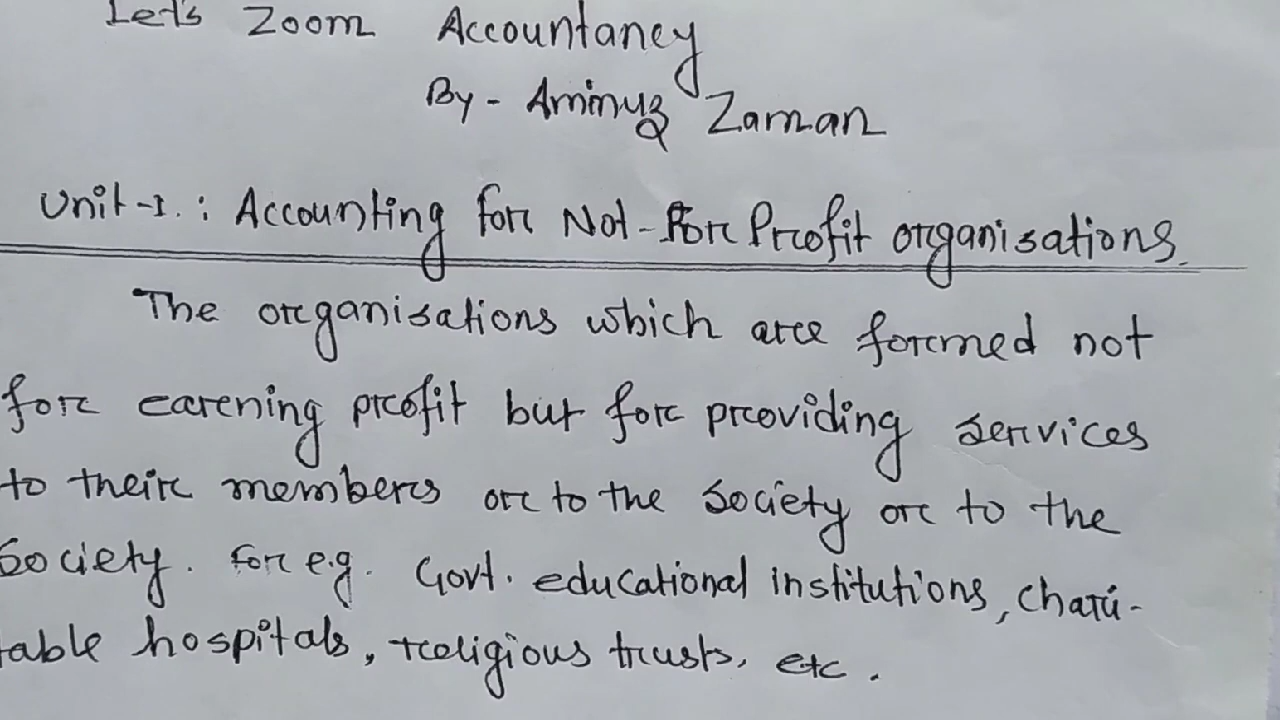 Let's Zoom Accountancy
By - Aminuz Zaman
Unit-I.: Accounting for Not-For Profit organisations.
The organisations which are formed not
for earening profit but for providing services
to their members or to the society or to the
society. For e.g. Govt. educational institutions, chari-
table hospitals, religious trusts, etc.